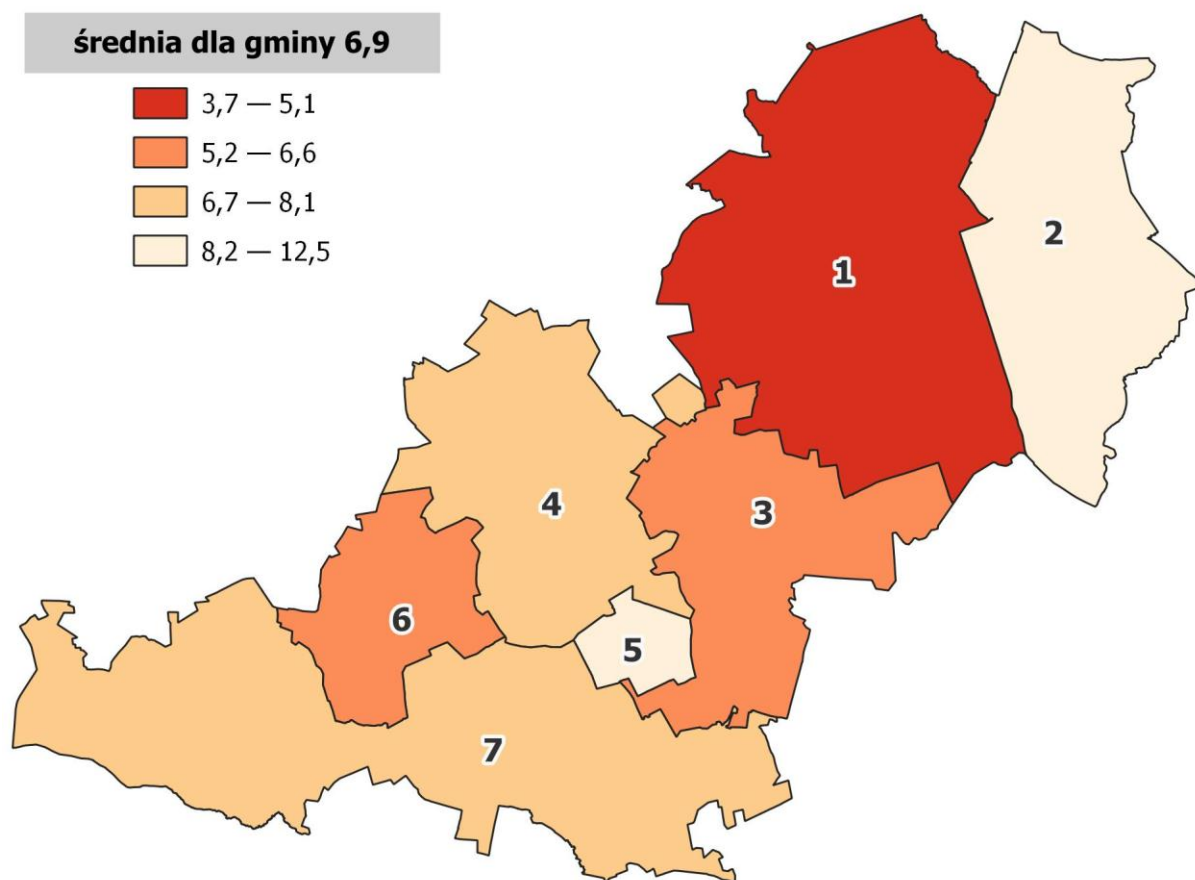 średnia dla gminy 6,9
3,7 — 5,1
5,2 — 6,6
6,7 — 8,1
8,2 — 12,5
1
2
3
4
5
6
7